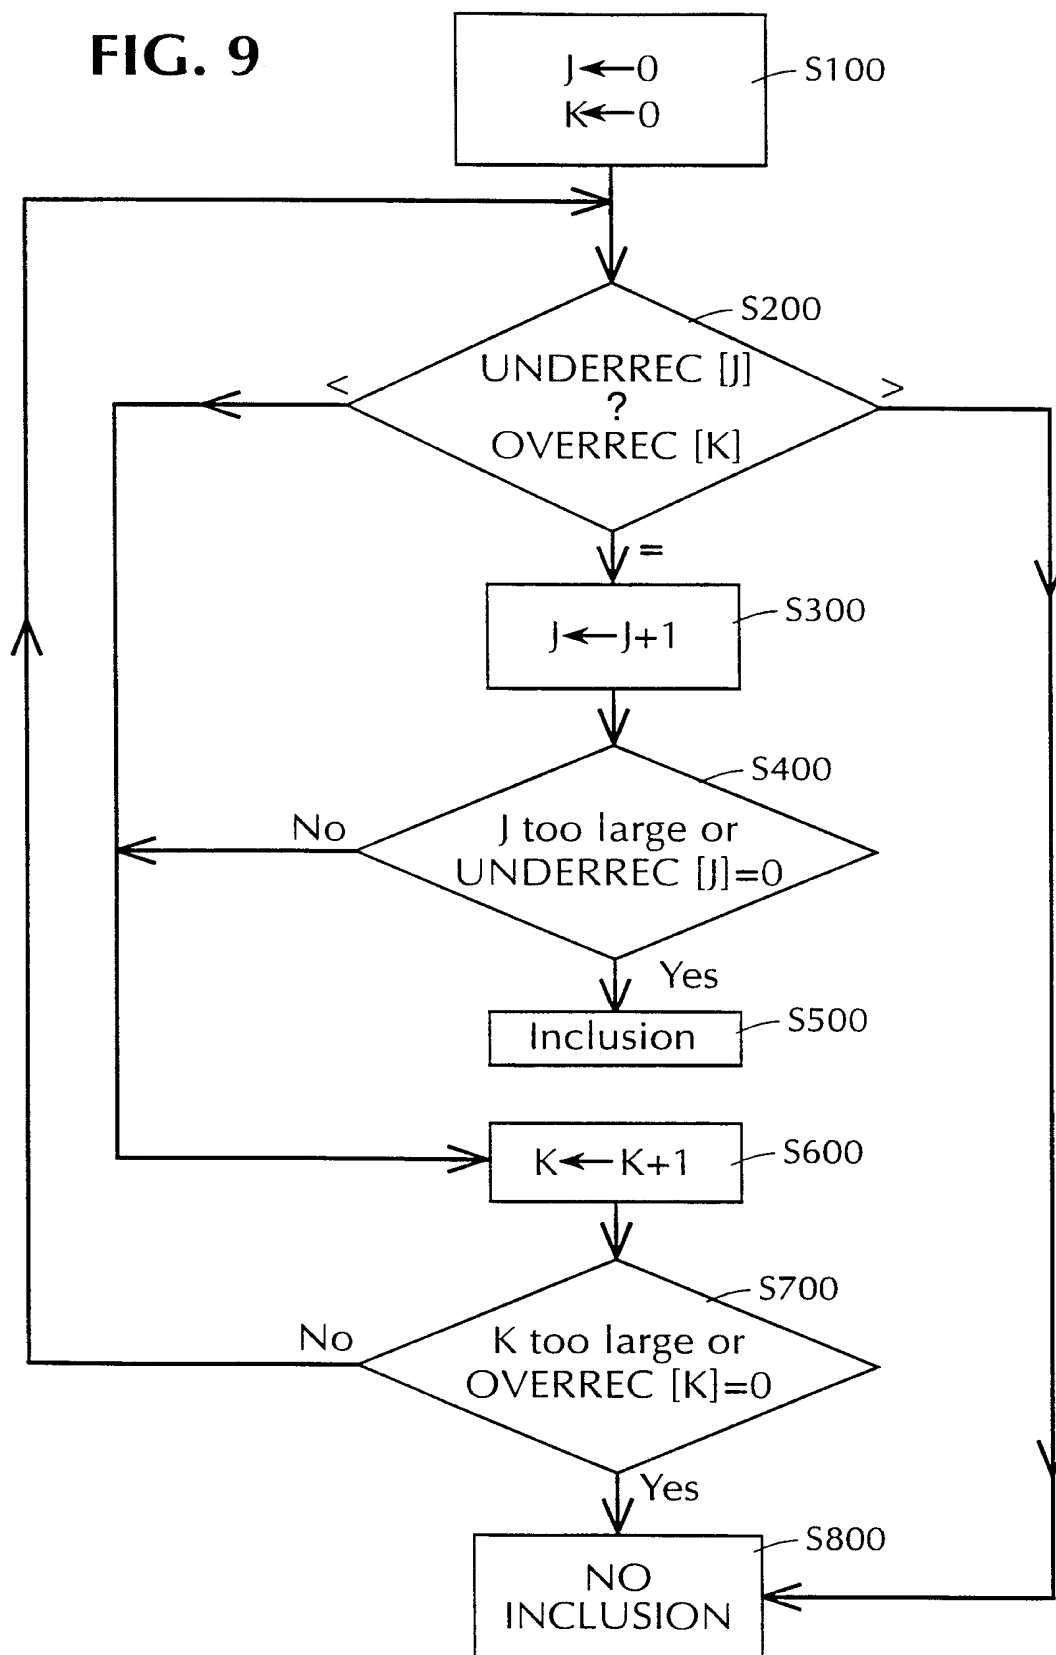 FIG. 9
J←0
K←0
S100
S200
<
UNDERREC [J]
?
OVERREC [K]
>
=
J←J+1
S300
S400
No
J too large or
UNDERREC [J]=0
Yes
Inclusion
S500
K←K+1
S600
S700
No
K too large or
OVERREC [K]=0
Yes
S800
NO
INCLUSION